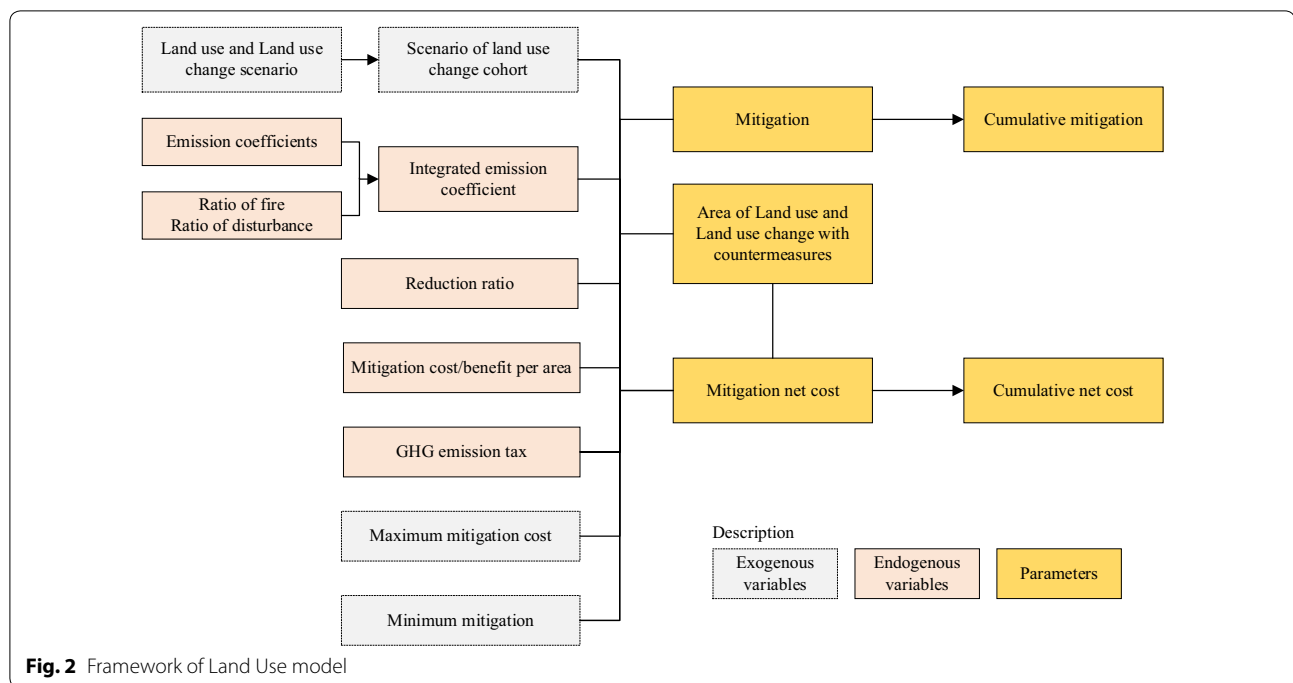 Land use and Land use
change scenario
Scenario of land use
change cohort
Emission coefficients
Ratio of fire
Ratio of disturbance
Integrated emission
coefficient
Reduction ratio
Mitigation cost/benefit per area
GHG emission tax
Maximum mitigation cost
Minimum mitigation
Mitigation
Cumulative mitigation
Area of Land use and
Land use change with
countermeasures
Mitigation net cost
Cumulative net cost
Description
Exogenous
variables
Endogenous
variables
Parameters
Fig. 2 Framework of Land Use model